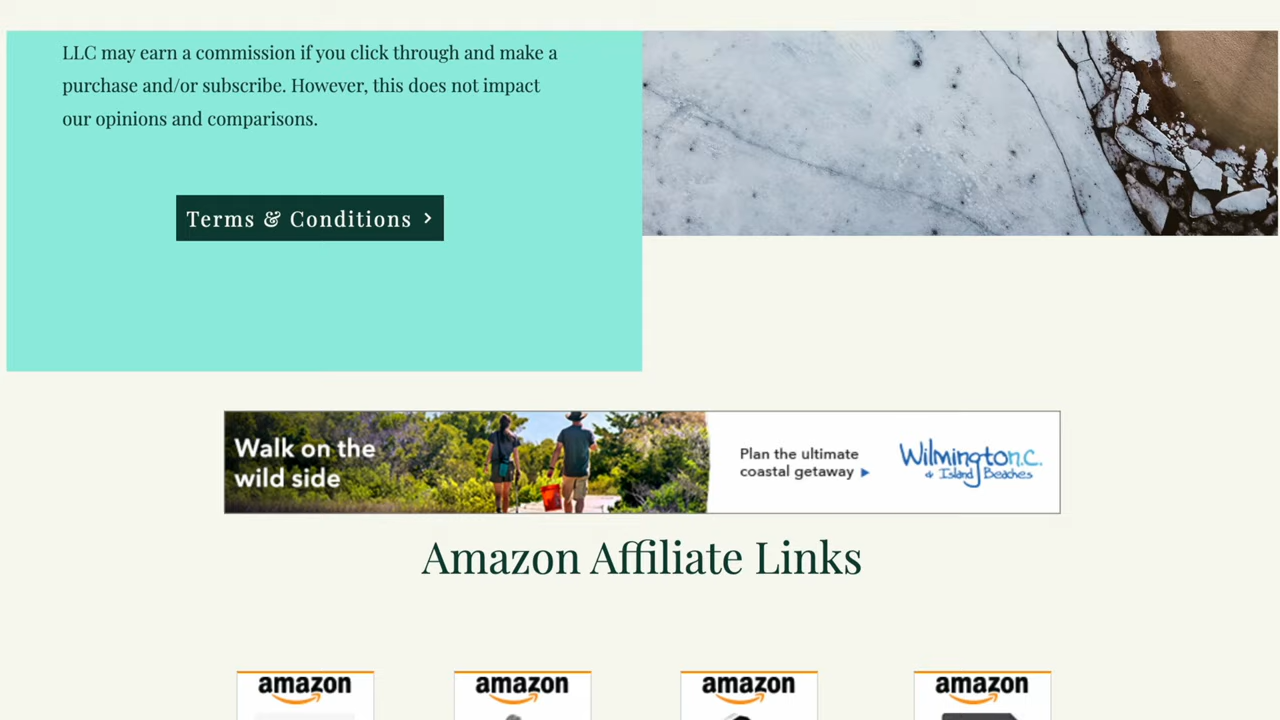 LLC may earn a commission if you click through and make a
purchase and/or subscribe. However, this does not impact
our opinions and comparisons.
Terms & Conditions >
Walk on the
wild side
Plan the ultimate
coastal getaway ▶
Wilmington N.C.
& Island Beaches
Amazon Affiliate Links
amazon amazon amazon amazon